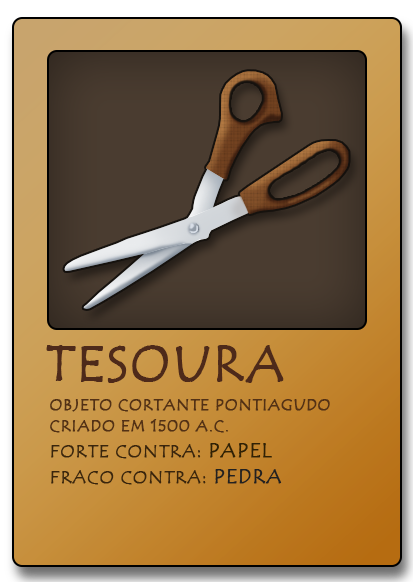 TESOURA
OBJETO CORTANTE PONTIAGUDO
CRIADO EM 1500 A.C.
FORTE CONTRA: PAPEL
FRACO CONTRA: PEDRA